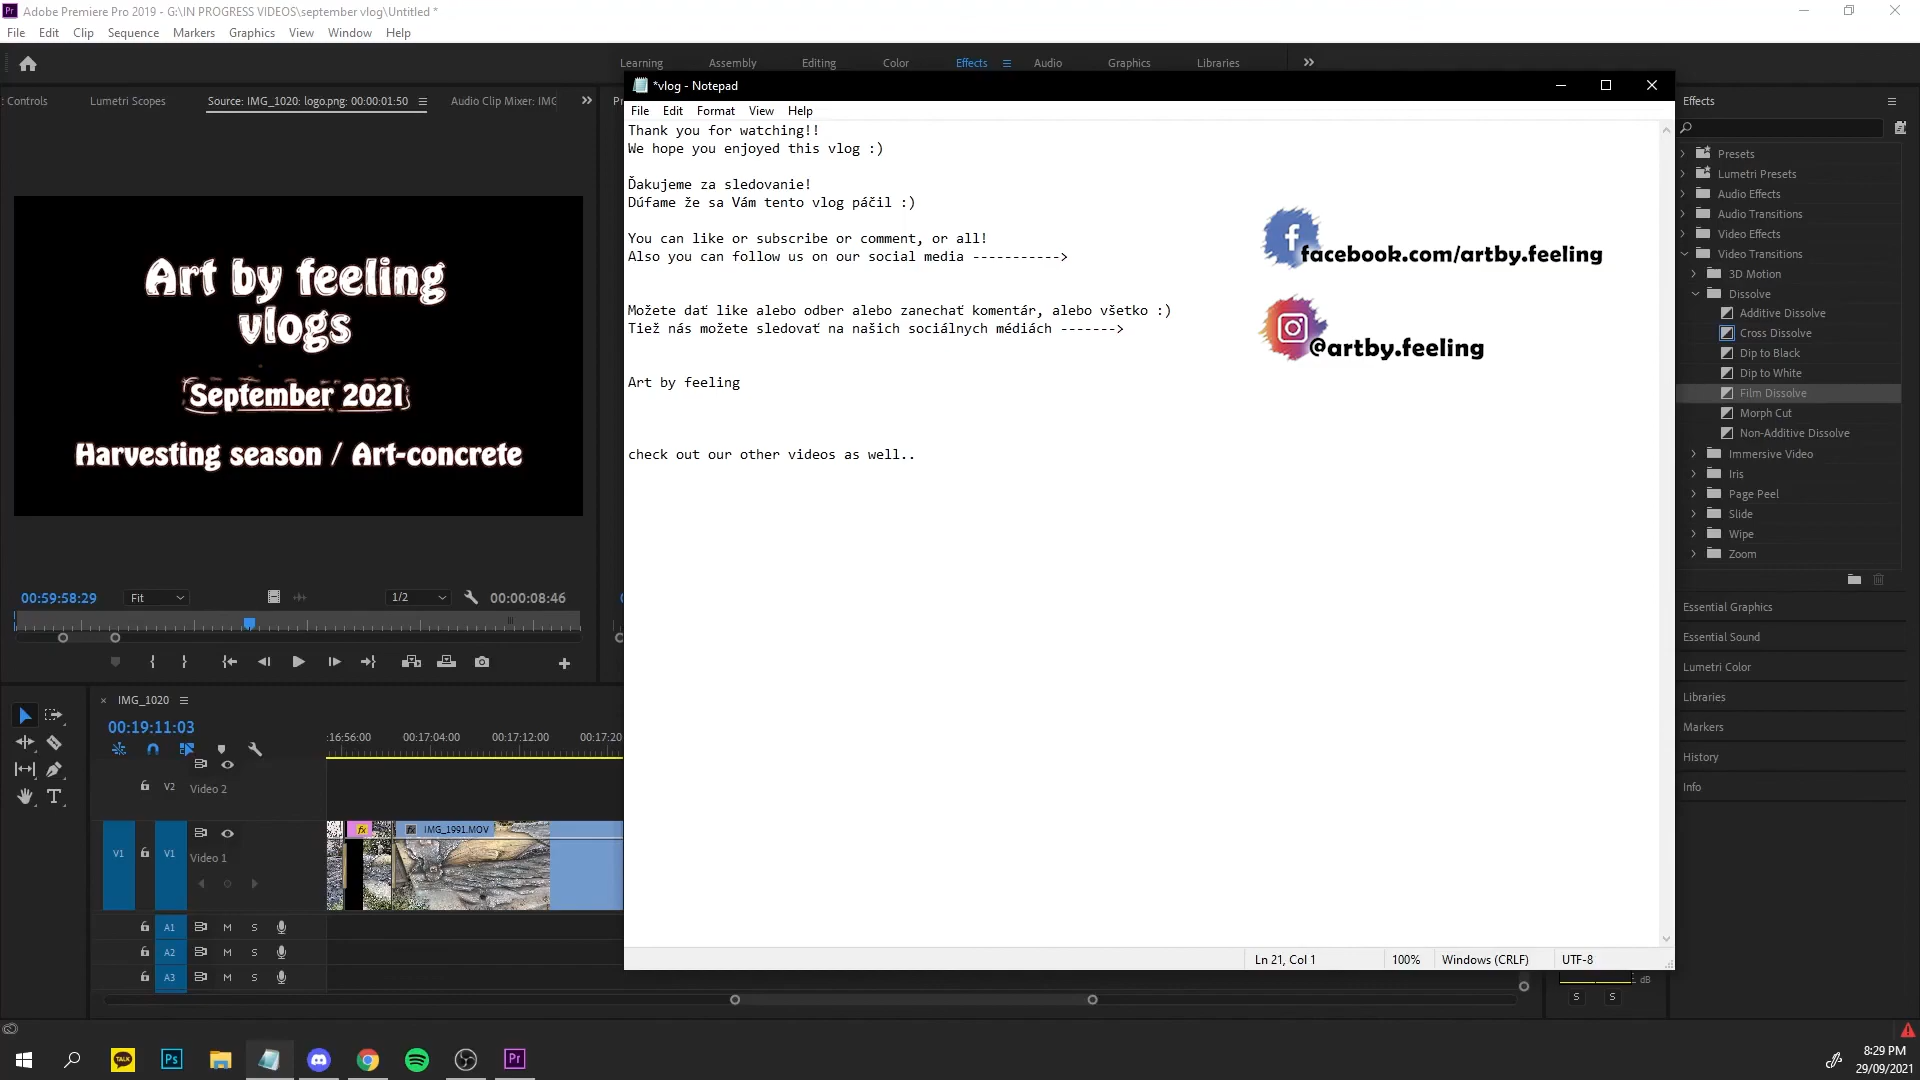 Adobe Premiere Pro 2019 - G:\IN PROGRESS VIDEOS\september vlog\Untitled *
File Edit Clip Sequence Markers Graphics View Window Help
Learning Assembly Editing Color Effects Audio Graphics Libraries
t Controls Lumetri Scopes Source: IMG_1020: logo.png: 00:00:01:50 Audio Clip Mixer: IMG
Art by feeling
vlogs
September 2021
Harvesting season / Art-concrete
00:59:58:29 Fit 1/2 00:00:08:46
*vlog - Notepad
File Edit Format View Help
Thank you for watching!!
We hope you enjoyed this vlog :)
Ďakujeme za sledovanie!
Dúfame že sa Vám tento vlog páčil :)
You can like or subscribe or comment, or all!
Also you can follow us on our social media ----------->
Možete dať like alebo odber alebo zanechať komentár, alebo všetko :)
Tiež nás možete sledovať na našich sociálnych médiách ------->
Art by feeling
check out our other videos as well..
facebook.com/artby.feeling
@artby.feeling
Ln 21, Col 1 100% Windows (CRLF) UTF-8
Effects
Presets
Lumetri Presets
Audio Effects
Audio Transitions
Video Effects
Video Transitions
3D Motion
Dissolve
Additive Dissolve
Cross Dissolve
Dip to Black
Dip to White
Film Dissolve
Morph Cut
Non-Additive Dissolve
Immersive Video
Iris
Page Peel
Slide
Wipe
Zoom
Essential Graphics
Essential Sound
Lumetri Color
Libraries
Markers
History
Info
IMG_1020
00:19:11:03
:16:56:00 00:17:04:00 00:17:12:00 00:17:20
V2 Video 2
fx fx IMG_1991.MOV
V1 V1 Video 1
A1 M S
A2 M S
A3 M S
dB
S S
TALK Ps Pr
8:29 PM
29/09/2021